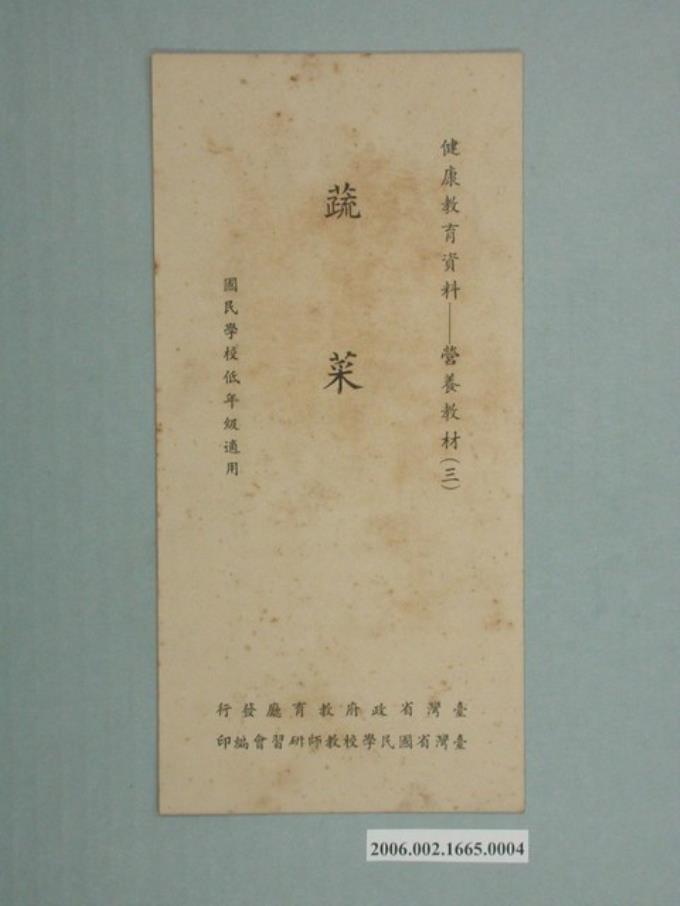 健康教育資料——營養教材(三)
蔬菜
國民學校低年級適用
臺灣省政府教育廳發行
臺灣省國民學校教師研習會編印
2006.002.1665.0004